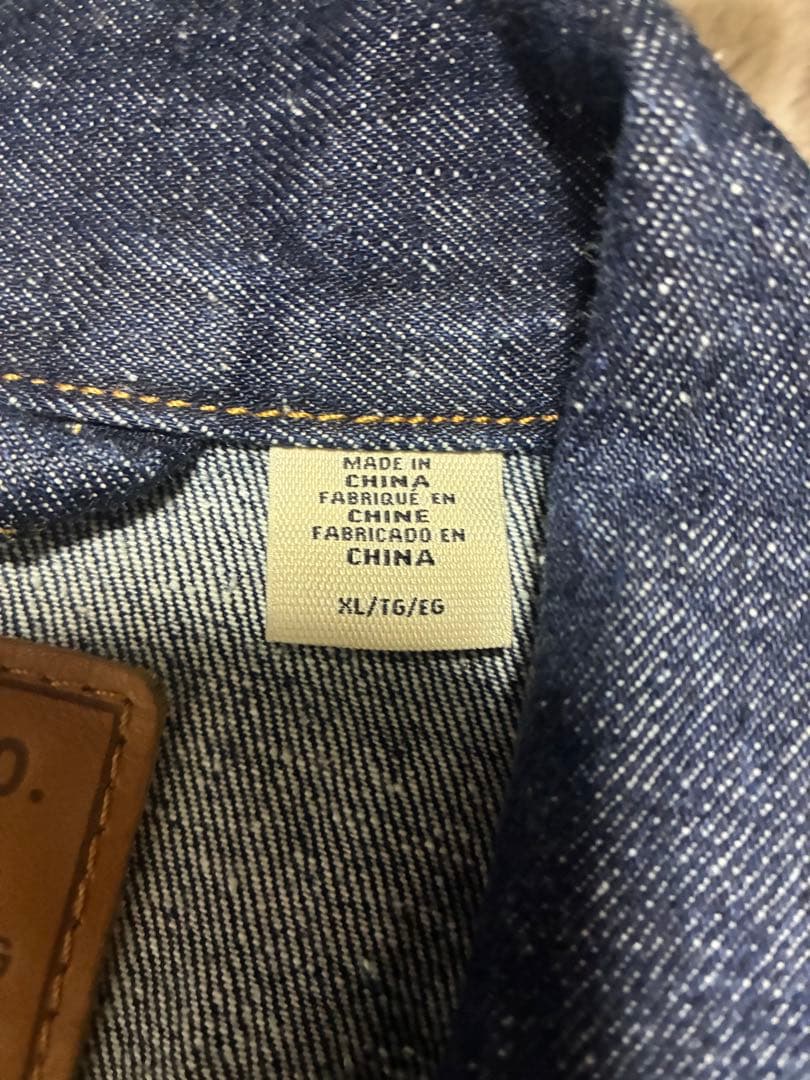 MADE IN
CHINA
FABRIQUÉ EN
CHINE
FABRICADO EN
CHINA
XL/TG/EG
O.
G